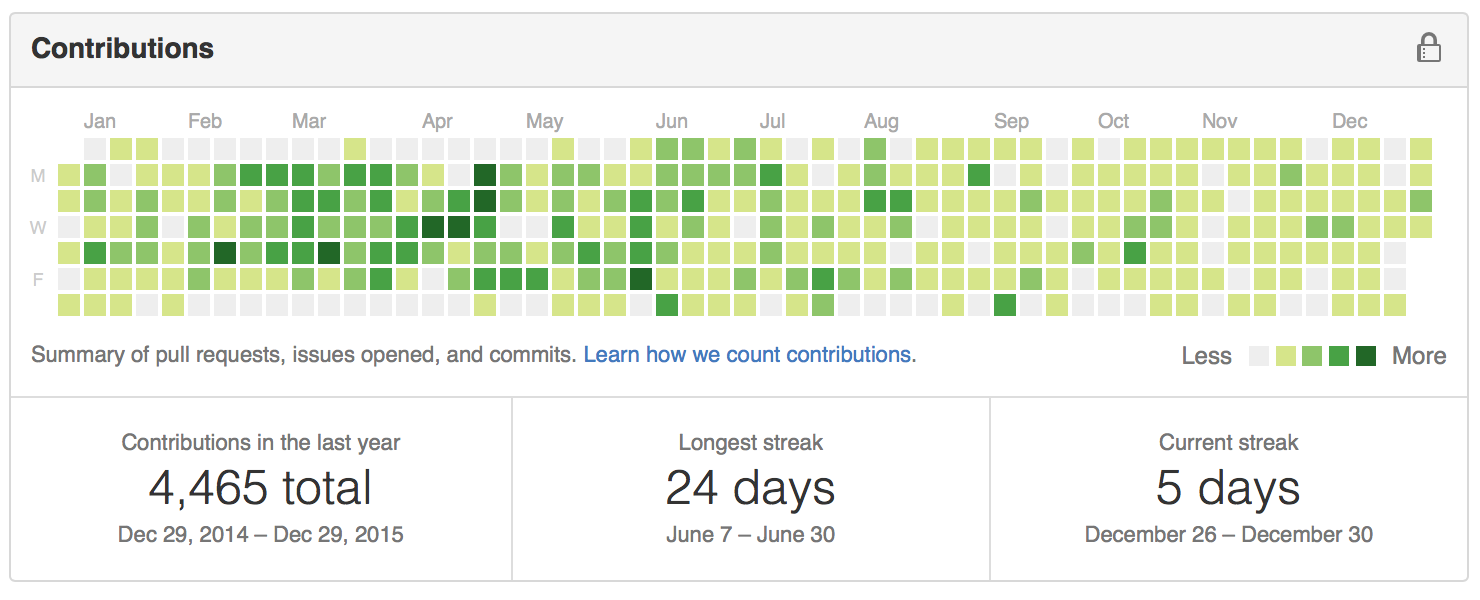 Contributions
Jan Feb Mar Apr May Jun Jul Aug Sep Oct Nov Dec
M
W
F
Summary of pull requests, issues opened, and commits. Learn how we count contributions.
Less More
Contributions in the last year
4,465 total
Dec 29, 2014 – Dec 29, 2015
Longest streak
24 days
June 7 – June 30
Current streak
5 days
December 26 – December 30